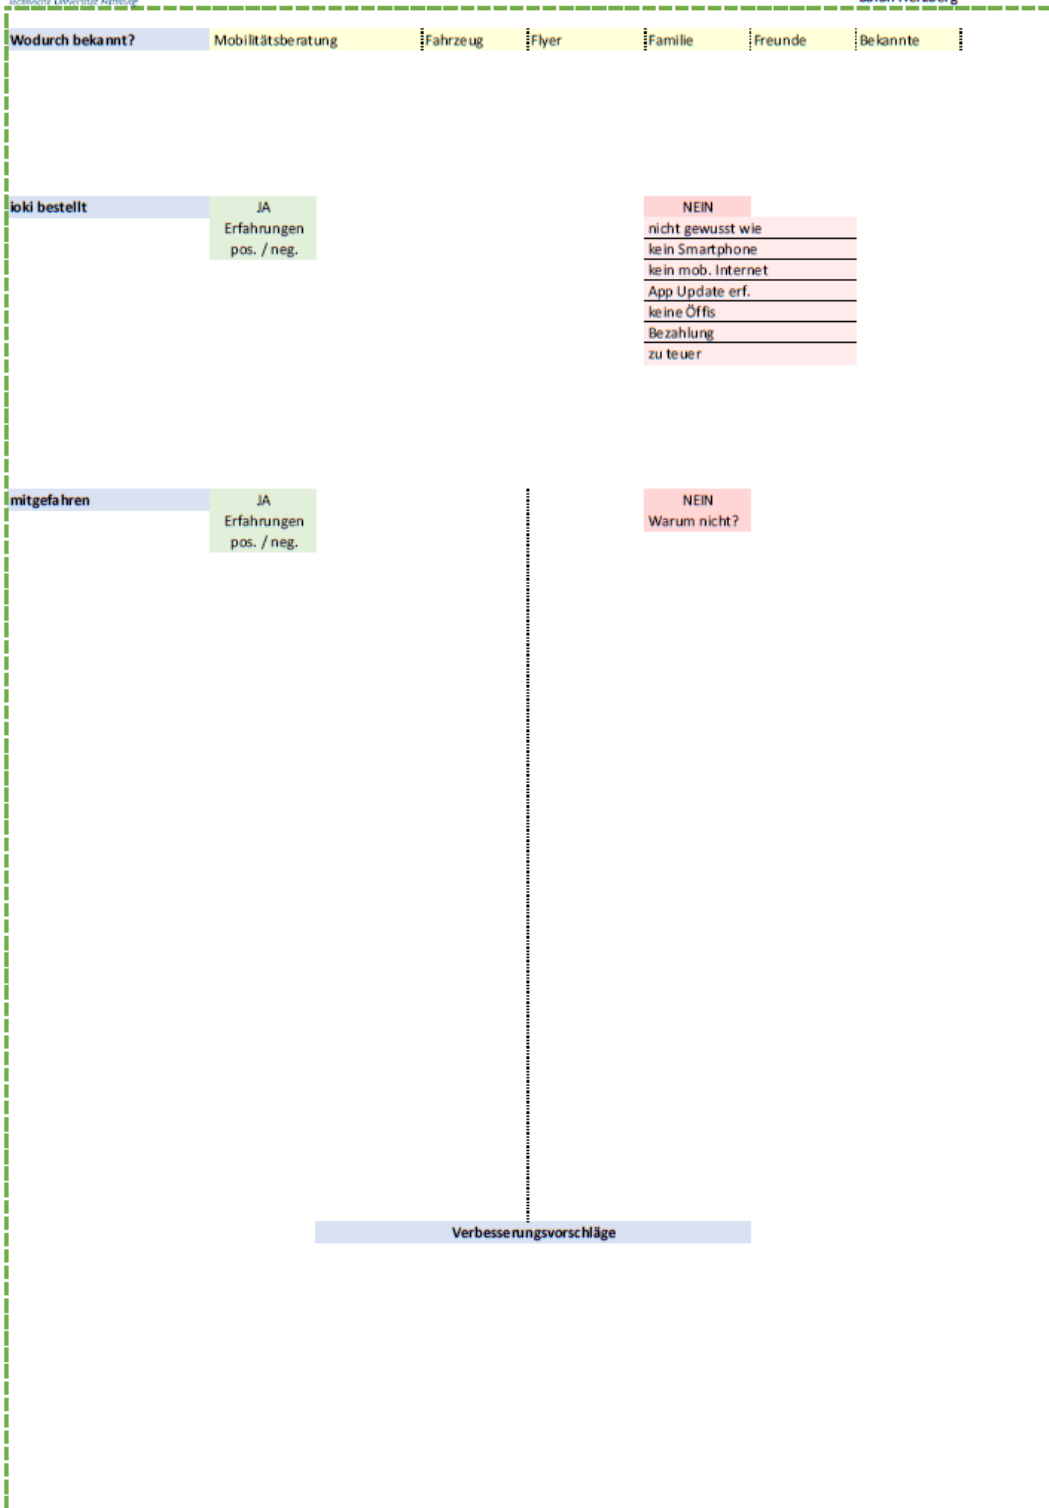 Wodurch bekannt? Mobilitätsberatung Fahrzeug Flyer Familie Freunde Bekannte
ioki bestellt JA NEIN
Erfahrungen nicht gewusst wie
pos. / neg. kein Smartphone
kein mob. Internet
App Update erf.
keine Öffis
Bezahlung
zu teuer
mitgefahren JA NEIN
Erfahrungen Warum nicht?
pos. / neg.
Verbesserungsvorschläge